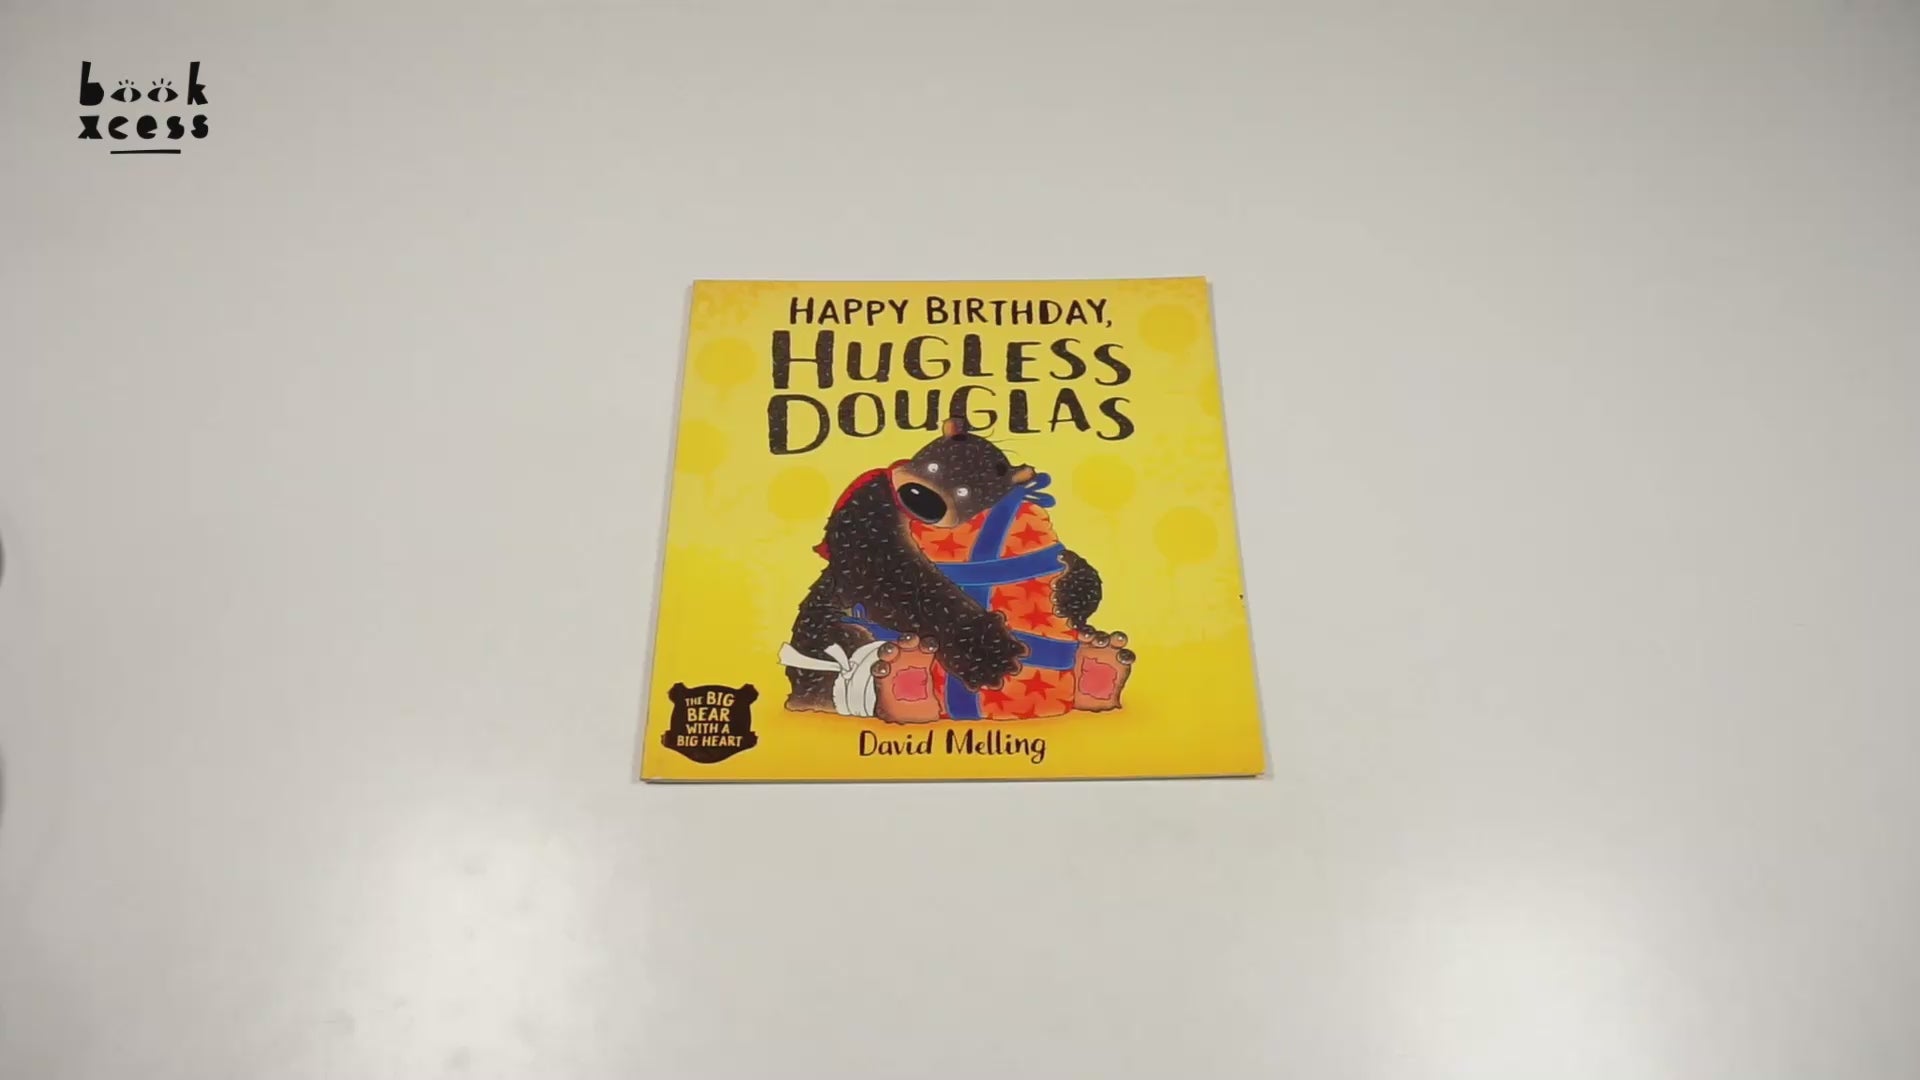 book
xcess
HAPPY BIRTHDAY,
HUGLESS
DOUGLAS
THE BIG
BEAR
WITH A
BIG HEART
David Melling